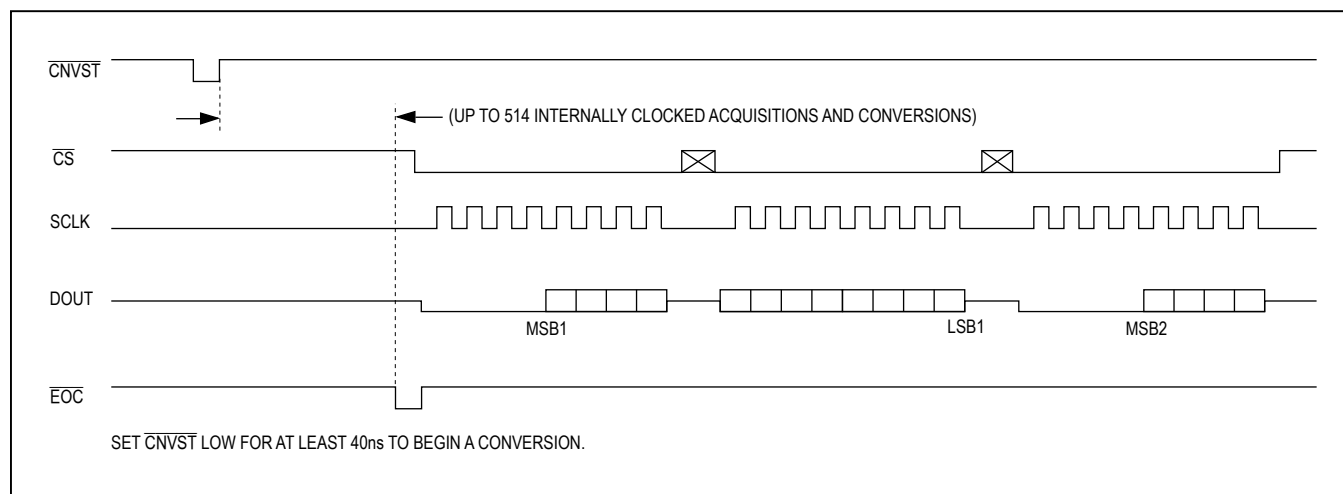 CNVST
(UP TO 514 INTERNALLY CLOCKED ACQUISITIONS AND CONVERSIONS)
CS
SCLK
DOUT
MSB1
LSB1
MSB2
EOC
SET CNVST LOW FOR AT LEAST 40ns TO BEGIN A CONVERSION.